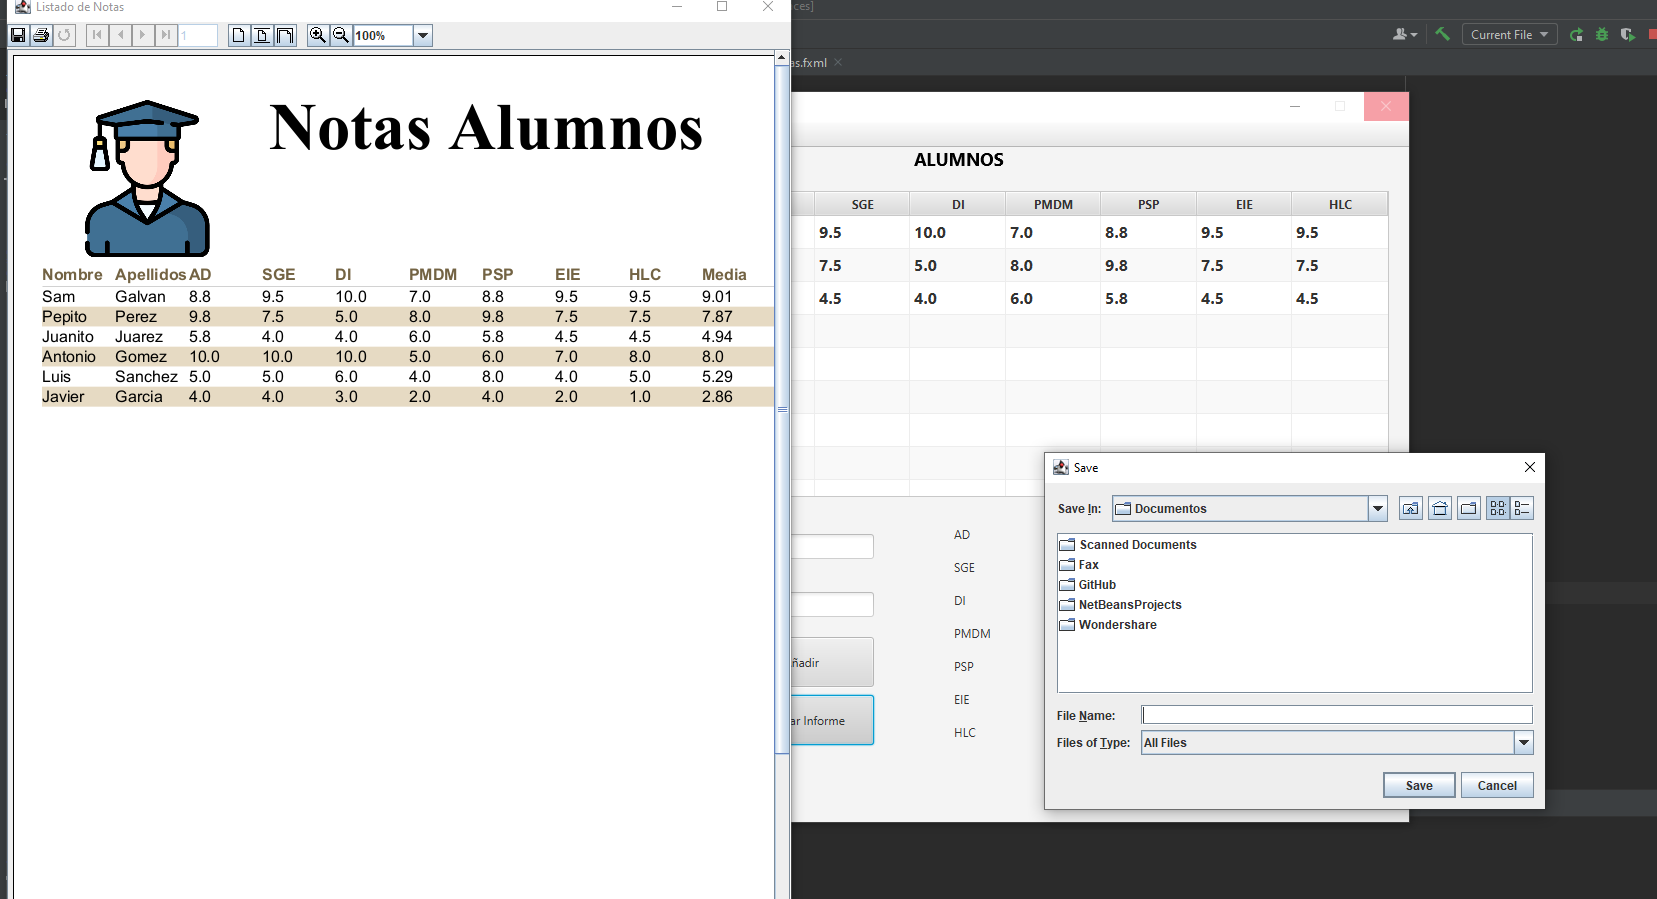 Listado de Notas
1
100%
Notas Alumnos
Nombre Apellidos AD SGE DI PMDM PSP EIE HLC Media
Sam Galvan 8.8 9.5 10.0 7.0 8.8 9.5 9.5 9.01
Pepito Perez 9.8 7.5 5.0 8.0 9.8 7.5 7.5 7.87
Juanito Juarez 5.8 4.0 4.0 6.0 5.8 4.5 4.5 4.94
Antonio Gomez 10.0 10.0 10.0 5.0 6.0 7.0 8.0 8.0
Luis Sanchez 5.0 5.0 6.0 4.0 8.0 4.0 5.0 5.29
Javier Garcia 4.0 4.0 3.0 2.0 4.0 2.0 1.0 2.86
ces]
Current File
as.fxml
ALUMNOS
SGE DI PMDM PSP EIE HLC
9.5 10.0 7.0 8.8 9.5 9.5
7.5 5.0 8.0 9.8 7.5 7.5
4.5 4.0 6.0 5.8 4.5 4.5
AD
SGE
DI
PMDM
PSP
EIE
HLC
ñadir
ar Informe
Save
Save In: Documentos
Scanned Documents
Fax
GitHub
NetBeansProjects
Wondershare
File Name:
Files of Type: All Files
Save Cancel